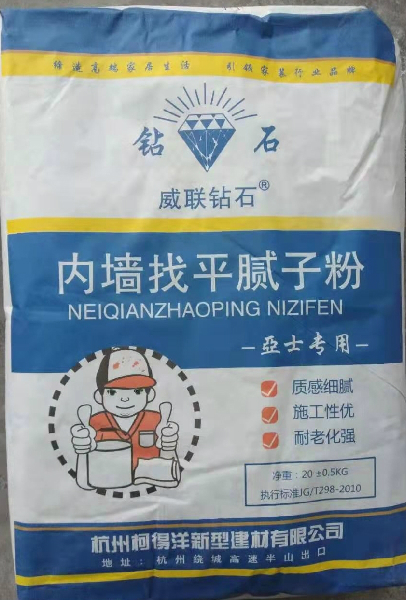 缔造高端家居生活 引领家装行业品牌
钻 石
威联钻石®
内墙找平腻子粉
NEIQIANZHAOPING NIZIFEN
—亞士专用—
质感细腻
施工性优
耐老化强
净重：20 ±0.5KG
执行标准JG/T298-2010
杭州柯得洋新型建材有限公司
地址：杭州绕城高速半山出口